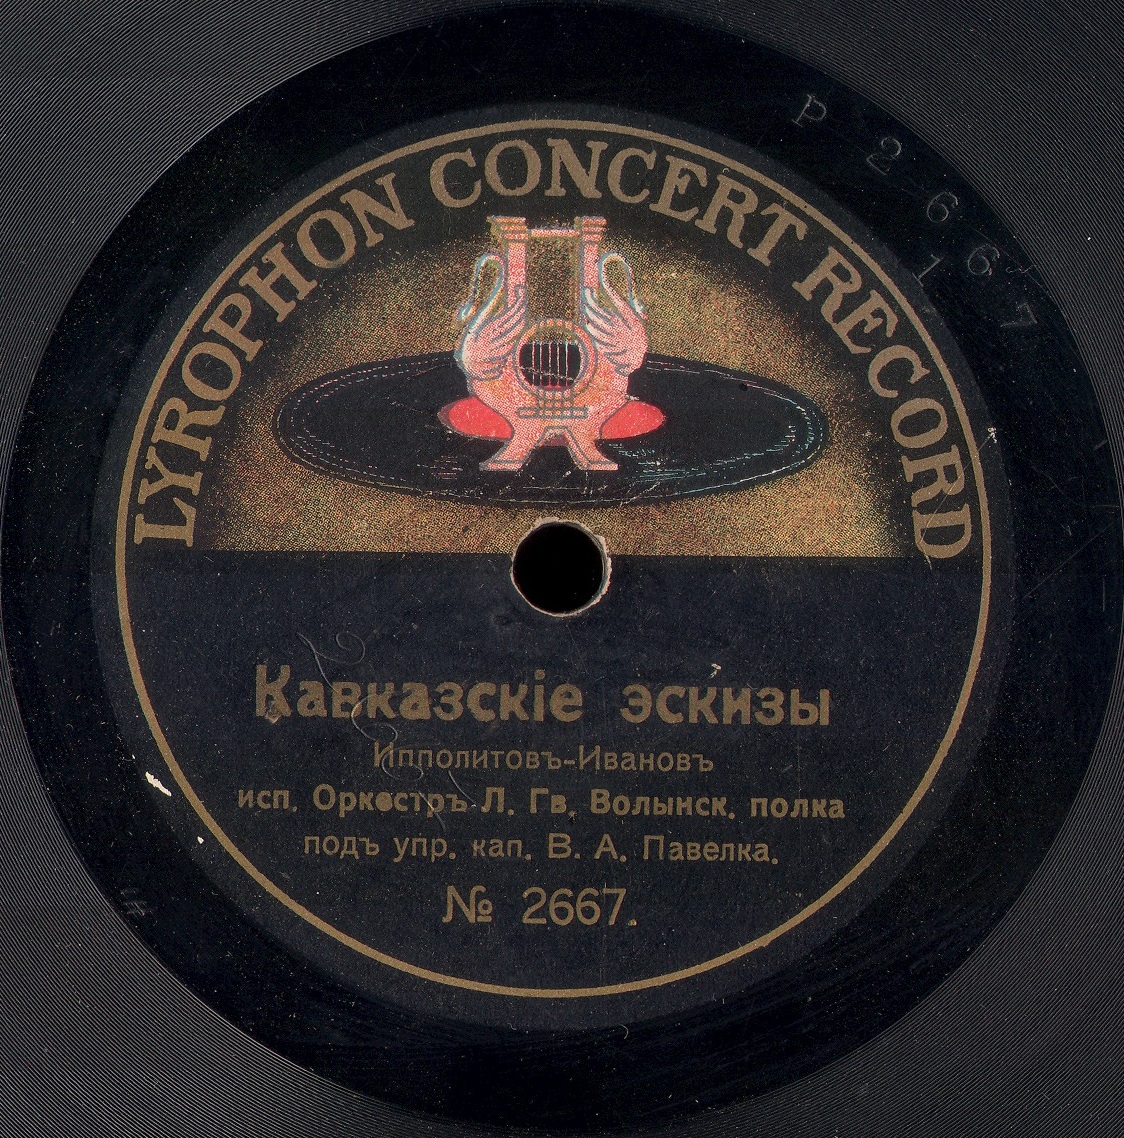 LYROPHON CONCERT RECORD
P 2667
1
Кавказскіе эскизы
Ипполитовъ-Ивановъ
исп. Оркестръ Л. Гв. Волынск. полка
подъ упр. кап. В. А. Павелка.
№ 2667.